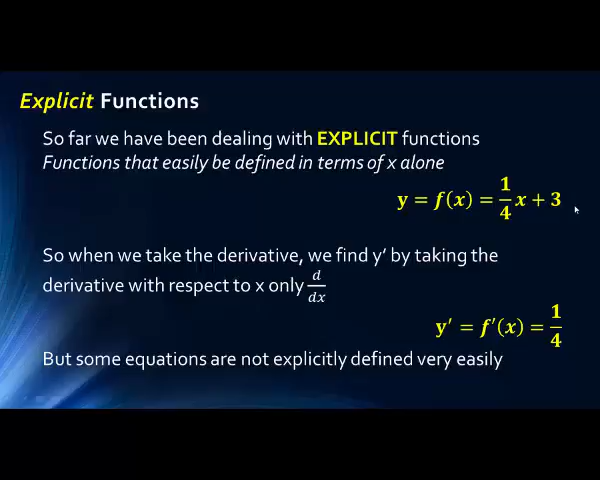 Explicit Functions
So far we have been dealing with EXPLICIT functions
Functions that easily be defined in terms of x alone
y = f(x) = 1/4 x + 3
So when we take the derivative, we find y' by taking the
derivative with respect to x only d/dx
y' = f'(x) = 1/4
But some equations are not explicitly defined very easily